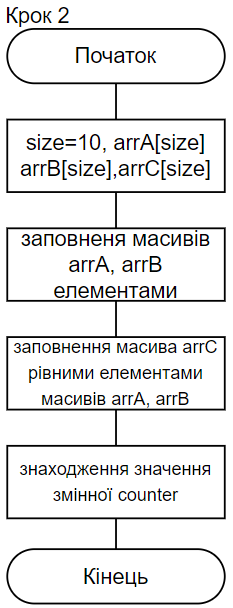 Крок 2
Початок
size=10, arrA[size]
arrB[size],arrC[size]
заповненя масивів
arrA, arrB
елементами
заповнення масива arrC
рівними елементами
масивів arrA, arrB
знаходження значення
змінної counter
Кінець